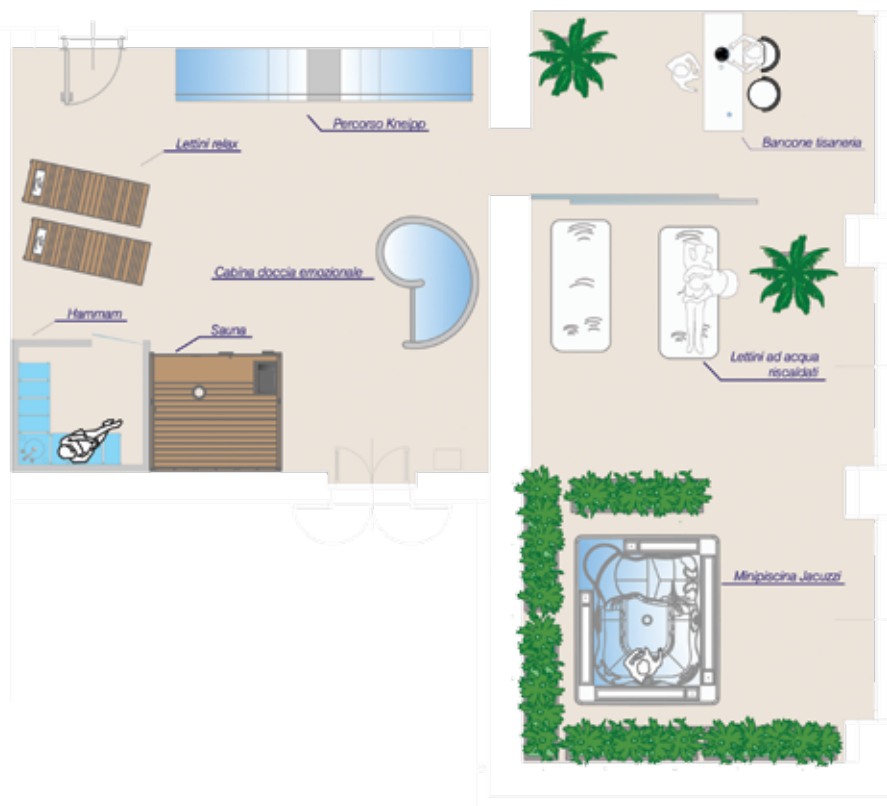 Percorso Kneipp
Lettini relax
Bancone tisaneria
Cabina doccia emozionale
Hammam
Sauna
Lettini ad acqua
riscaldati
Minipiscina Jacuzzi